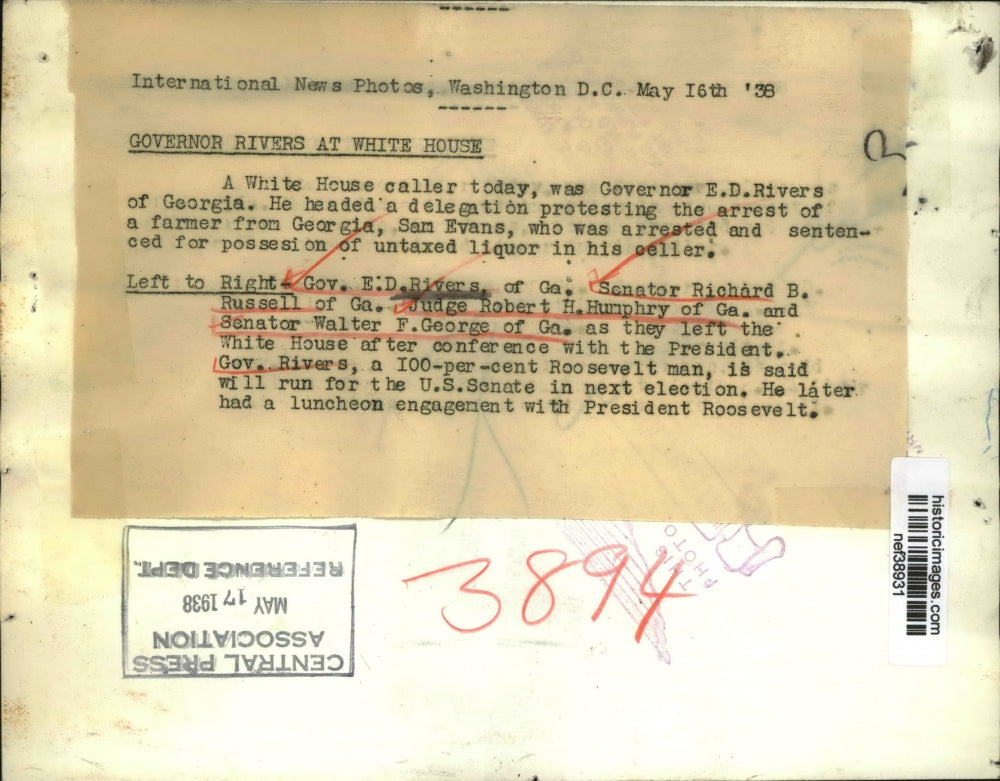 International News Photos, Washington D.C. May I6th '38
GOVERNOR RIVERS AT WHITE HOUSE
A White House caller today, was Governor E.D.Rivers
of Georgia. He headed a delegation protesting the arrest of
a farmer from Georgia, Sam Evans, who was arrested and senten-
ced for possesion of untaxed liquor in his celler.
Left to Right- Gov. E.D.Rivers, of Ga. Senator Richard B.
Russell of Ga. Judge Robert H.Humphry of Ga. and
Senator Walter F.George of Ga. as they left the
White House after conference with the President.
Gov. Rivers, a I00-per-cent Roosevelt man, is said
will run for the U.S.Senate in next election. He later
had a luncheon engagement with President Roosevelt.
CENTRAL PRESS
ASSOCIATION
MAY 17 1938
REFERENCE DEPT.
3894
THIS
PHOTO
historicimages.com
nef38931